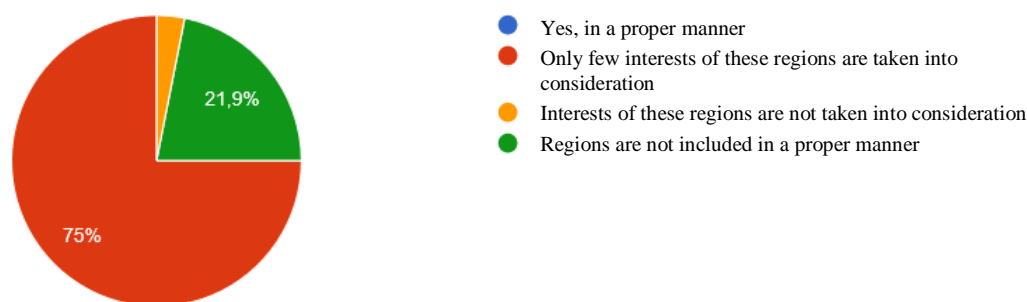 Yes, in a proper manner
Only few interests of these regions are taken into
consideration
Interests of these regions are not taken into consideration
Regions are not included in a proper manner
21,9%
75%